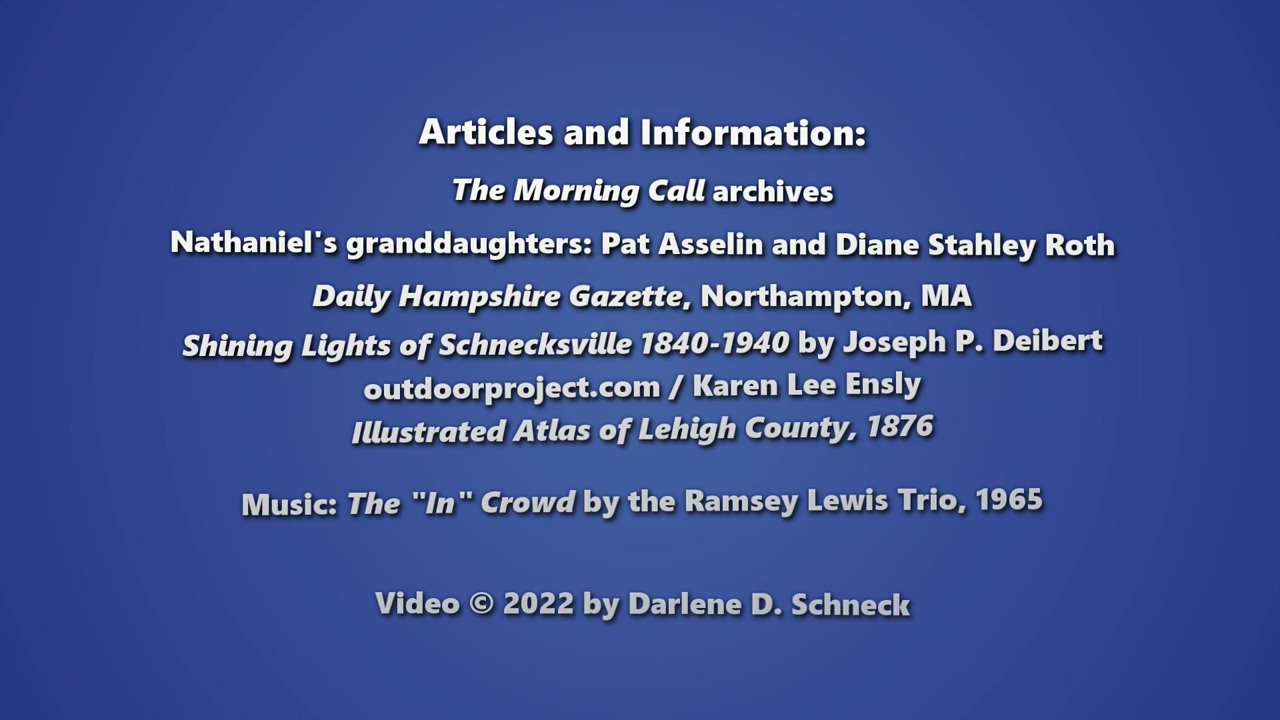 Articles and Information:
The Morning Call archives
Nathaniel's granddaughters: Pat Asselin and Diane Stahley Roth
Daily Hampshire Gazette, Northampton, MA
Shining Lights of Schnecksville 1840-1940 by Joseph P. Deibert
outdoorproject.com / Karen Lee Ensly
Illustrated Atlas of Lehigh County, 1876
Music: The "In" Crowd by the Ramsey Lewis Trio, 1965
Video © 2022 by Darlene D. Schneck